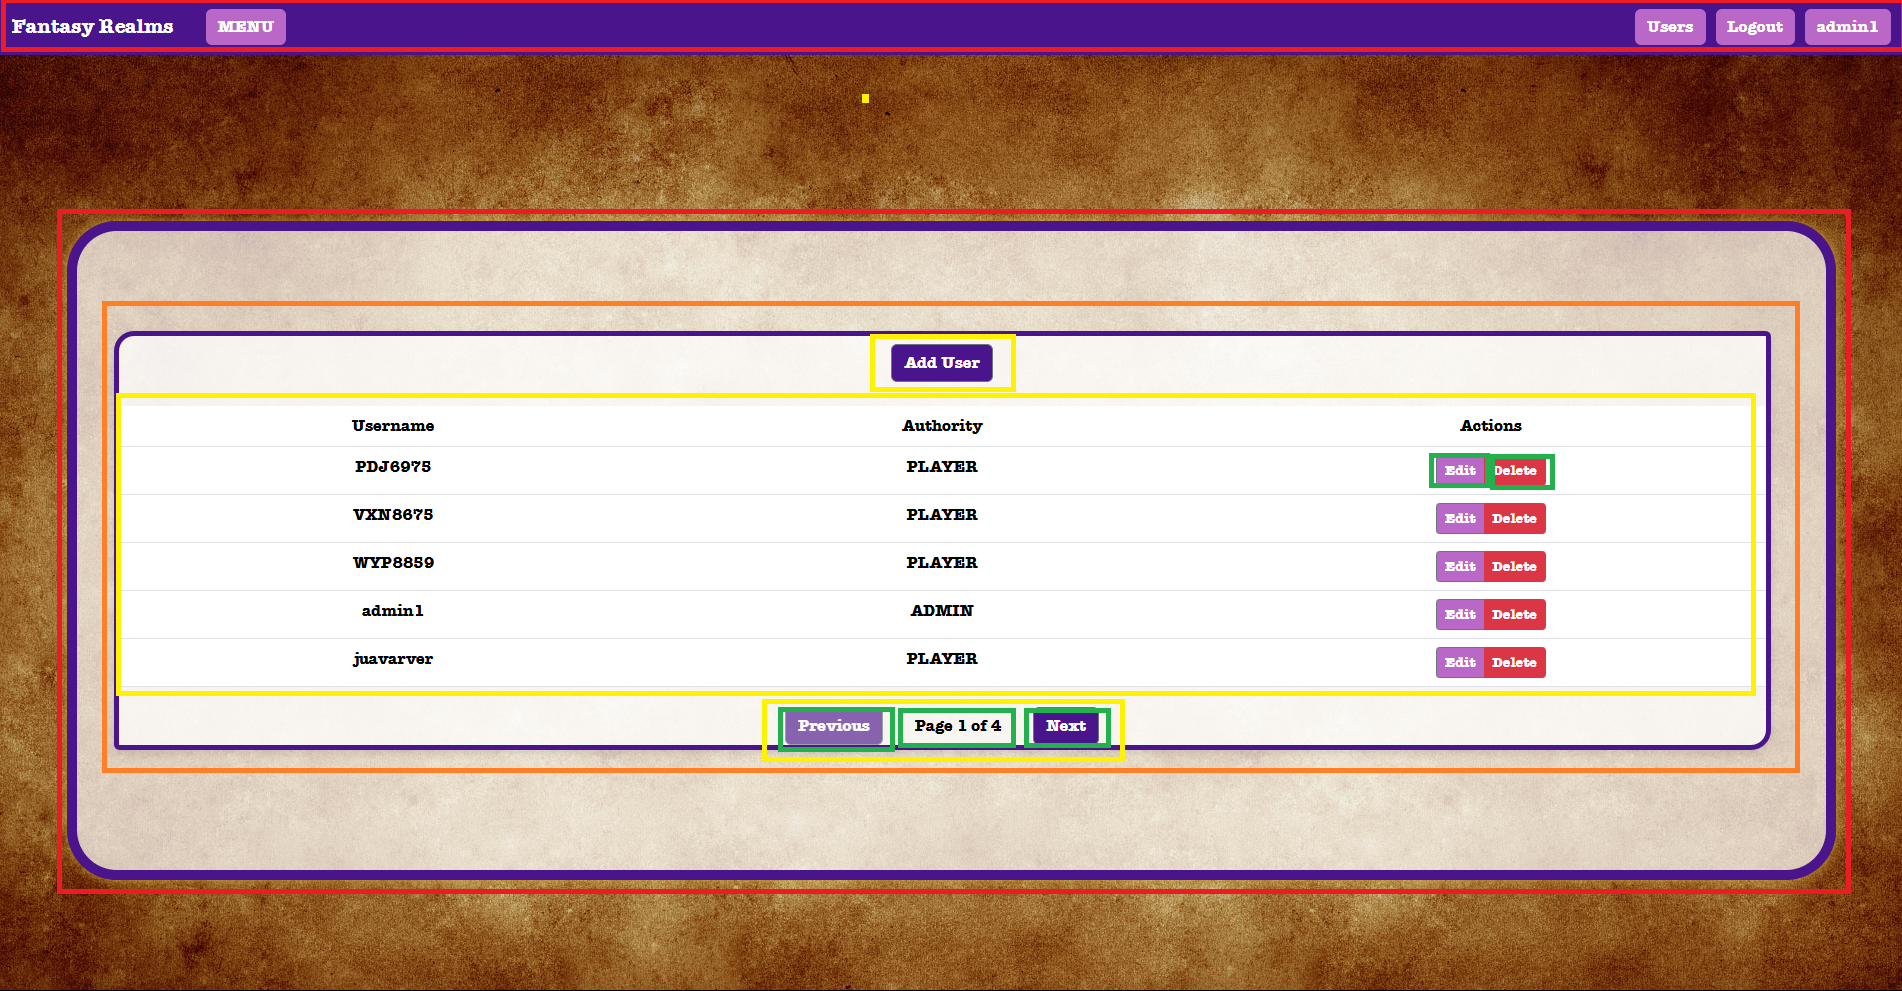 Fantasy Realms MENU Users Logout admin1
Add User
Username Authority Actions
PDJ6975 PLAYER Edit Delete
VXN8675 PLAYER Edit Delete
WYP8859 PLAYER Edit Delete
admin1 ADMIN Edit Delete
juavarver PLAYER Edit Delete
Previous Page 1 of 4 Next